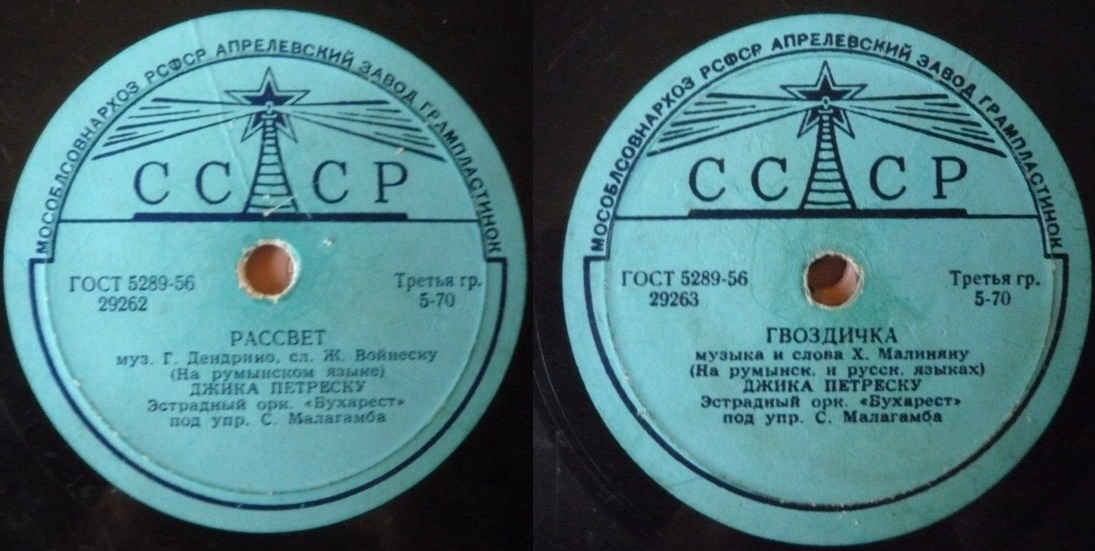 МОСОБЛСОВНАРХОЗ РСФСР АПРЕЛЕВСКИЙ ЗАВОД ГРАМПЛАСТИНОК
СССР
ГОСТ 5289-56
29262
Третья гр.
5-70
РАССВЕТ
муз. Г. Дендрино, сл. Ж. Войнеску
(На румынском языке)
ДЖИКА ПЕТРЕСКУ
Эстрадный орк. «Бухарест»
под упр. С. Малагамба
МОСОБЛСОВНАРХОЗ РСФСР АПРЕЛЕВСКИЙ ЗАВОД ГРАМПЛАСТИНОК
СССР
ГОСТ 5289-56
29263
Третья гр.
5-70
ГВОЗДИЧКА
музыка и слова Х. Малиняну
(На румынск. и русск. языках)
ДЖИКА ПЕТРЕСКУ
Эстрадный орк. «Бухарест»
под упр. С. Малагамба